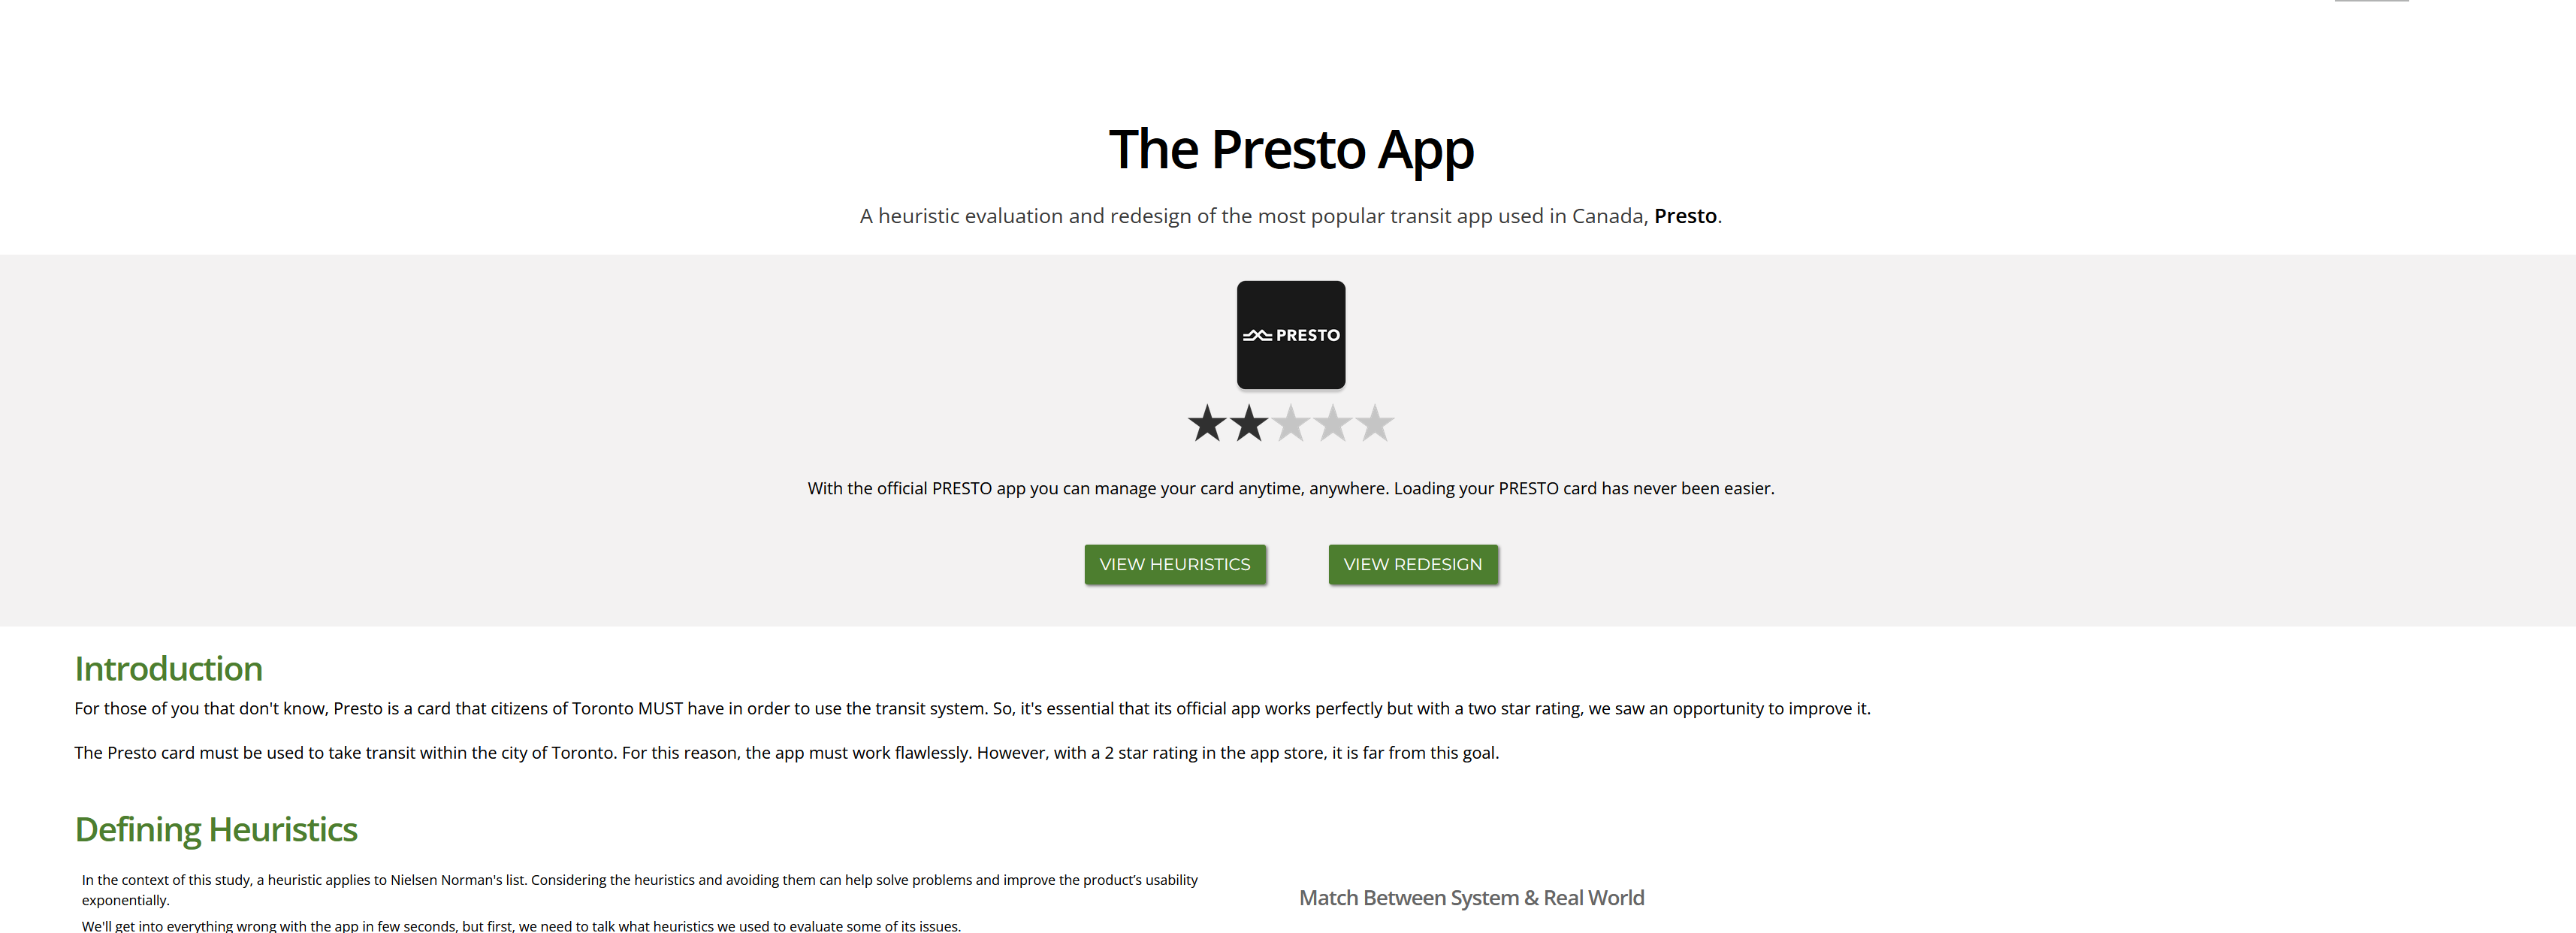 The Presto App
A heuristic evaluation and redesign of the most popular transit app used in Canada, Presto.
PRESTO
With the official PRESTO app you can manage your card anytime, anywhere. Loading your PRESTO card has never been easier.
VIEW HEURISTICS
VIEW REDESIGN
Introduction
For those of you that don't know, Presto is a card that citizens of Toronto MUST have in order to use the transit system. So, it's essential that its official app works perfectly but with a two star rating, we saw an opportunity to improve it.
The Presto card must be used to take transit within the city of Toronto. For this reason, the app must work flawlessly. However, with a 2 star rating in the app store, it is far from this goal.
Defining Heuristics
In the context of this study, a heuristic applies to Nielsen Norman's list. Considering the heuristics and avoiding them can help solve problems and improve the product's usability
exponentially.
We'll get into everything wrong with the app in few seconds, but first, we need to talk what heuristics we used to evaluate some of its issues.
Match Between System & Real World